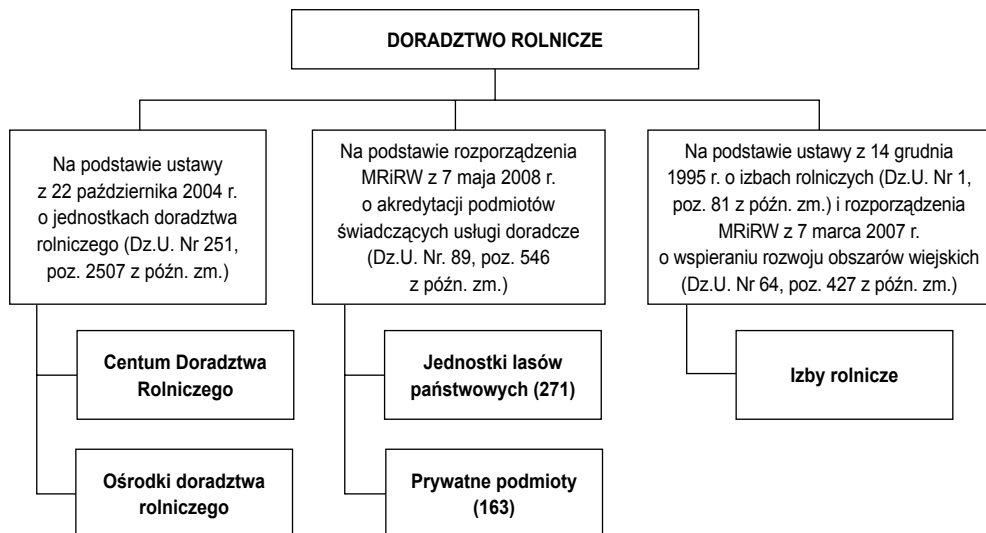 DORADZTWO ROLNICZE
Na podstawie ustawy
z 22 października 2004 r.
o jednostkach doradztwa
rolniczego (Dz.U. Nr 251,
poz. 2507 z późn. zm.)
Centum Doradztwa
Rolniczego
Ośrodki doradztwa
rolniczego
Na podstawie rozporządzenia
MRiRW z 7 maja 2008 r.
o akredytacji podmiotów
świadczących usługi doradcze
(Dz.U. Nr. 89, poz. 546
z późn. zm.)
Jednostki lasów
państwowych (271)
Prywatne podmioty
(163)
Na podstawie ustawy z 14 grudnia
1995 r. o izbach rolniczych (Dz.U. Nr 1,
poz. 81 z późn. zm.) i rozporządzenia
MRiRW z 7 marca 2007 r.
o wspieraniu rozwoju obszarów wiejskich
(Dz.U. Nr 64, poz. 427 z późn. zm.)
Izby rolnicze